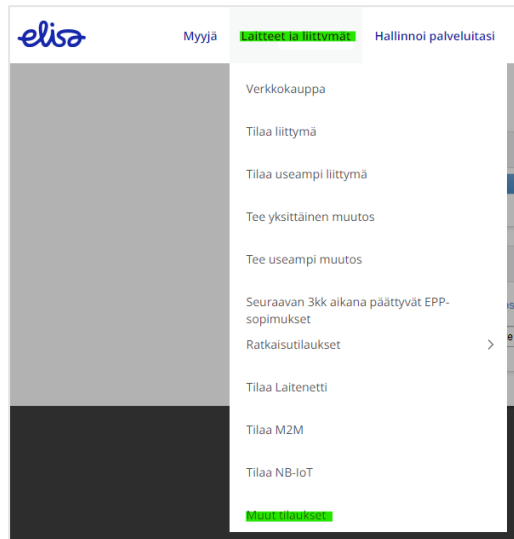 elisa
Myyjä
Laitteet ja liittymät
Hallinnoi palveluitasi
Verkkokauppa
Tilaa liittymä
Tilaa useampi liittymä
Tee yksittäinen muutos
Tee useampi muutos
Seuraavan 3kk aikana päättyvät EPP-
sopimukset
Ratkaisutilaukset
Tilaa Laitenetti
Tilaa M2M
Tilaa NB-IoT
Muut tilaukset